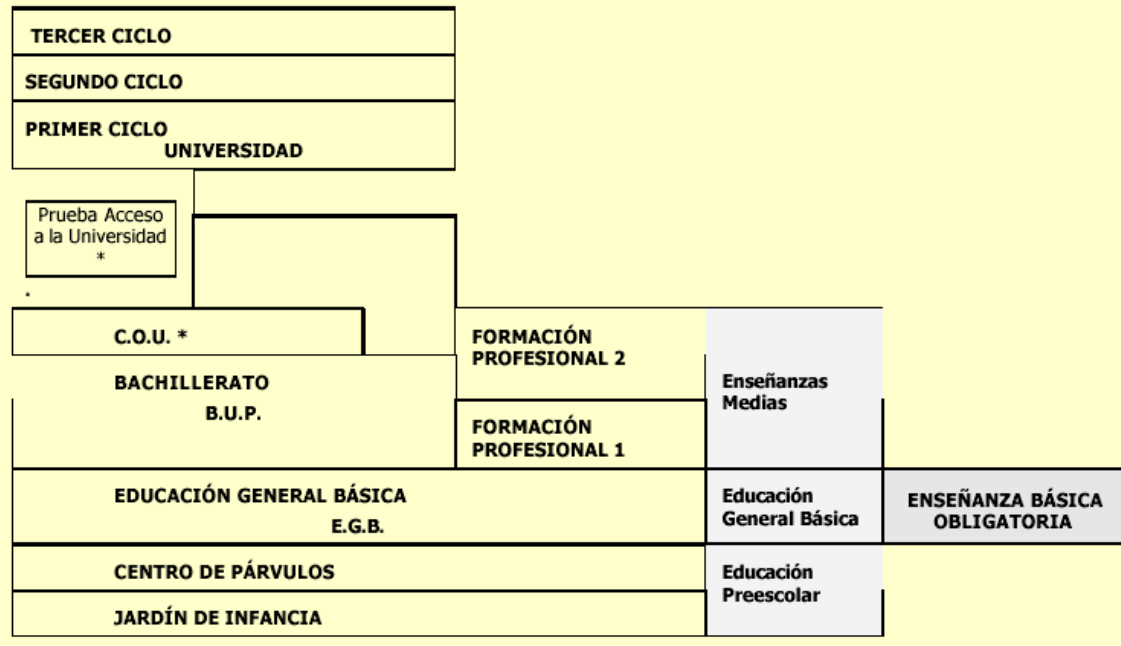 TERCER CICLO
SEGUNDO CICLO
PRIMER CICLO
UNIVERSIDAD
Prueba Acceso
a la Universidad
*
.
C.O.U. *
BACHILLERATO
B.U.P.
FORMACIÓN
PROFESIONAL 2
FORMACIÓN
PROFESIONAL 1
Enseñanzas
Medias
EDUCACIÓN GENERAL BÁSICA
E.G.B.
Educación
General Básica
ENSEÑANZA BÁSICA
OBLIGATORIA
CENTRO DE PÁRVULOS
JARDÍN DE INFANCIA
Educación
Preescolar